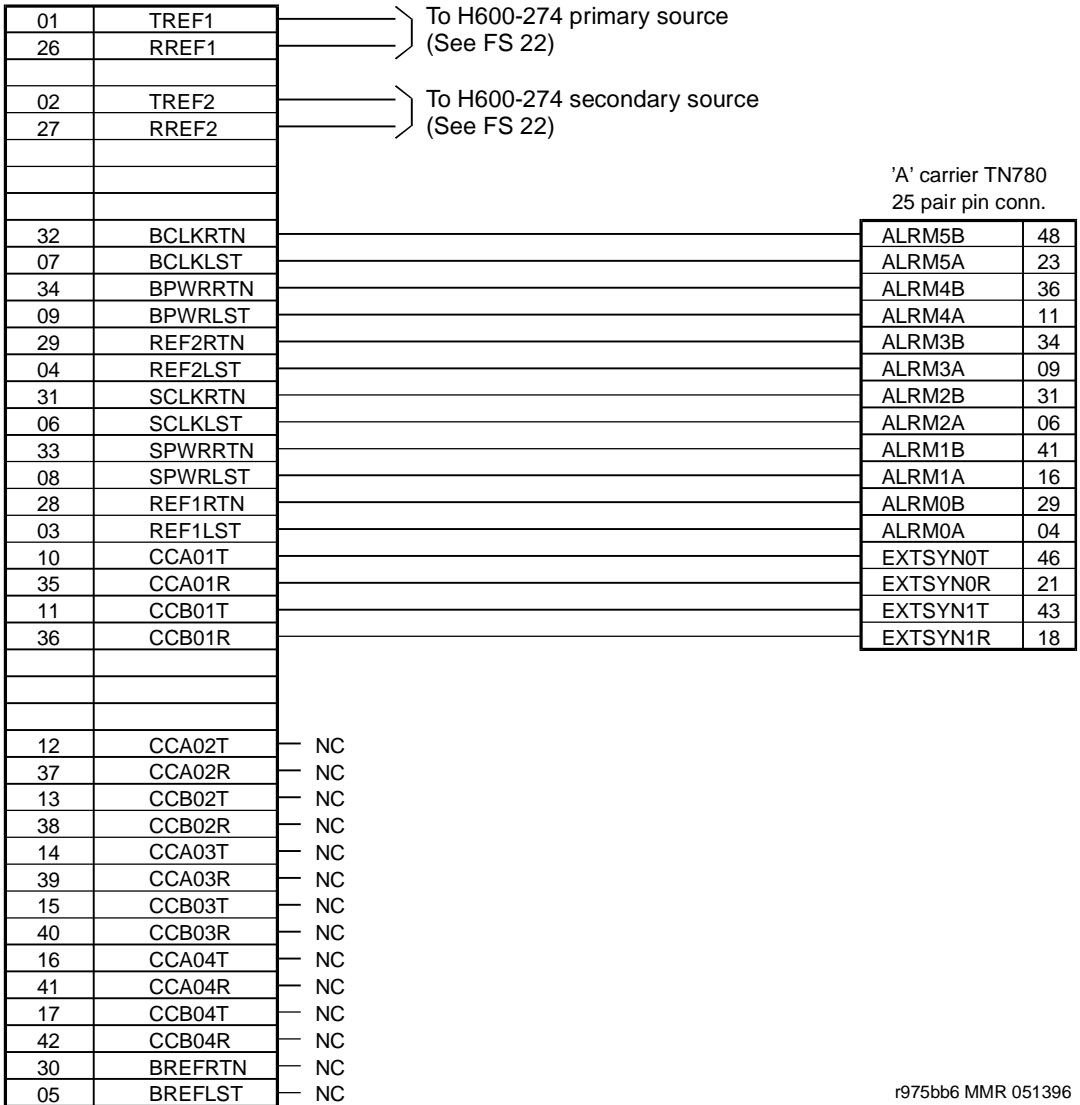 01 TREF1 To H600-274 primary source
26 RREF1 (See FS 22)
02 TREF2 To H600-274 secondary source
27 RREF2 (See FS 22)
'A' carrier TN780
25 pair pin conn.
32 BCLKRTN ALRM5B 48
07 BCLKLST ALRM5A 23
34 BPWRRTN ALRM4B 36
09 BPWRLST ALRM4A 11
29 REF2RTN ALRM3B 34
04 REF2LST ALRM3A 09
31 SCLKRTN ALRM2B 31
06 SCLKLST ALRM2A 06
33 SPWRRTN ALRM1B 41
08 SPWRLST ALRM1A 16
28 REF1RTN ALRM0B 29
03 REF1LST ALRM0A 04
10 CCA01T EXTSYN0T 46
35 CCA01R EXTSYN0R 21
11 CCB01T EXTSYN1T 43
36 CCB01R EXTSYN1R 18
12 CCA02T NC
37 CCA02R NC
13 CCB02T NC
38 CCB02R NC
14 CCA03T NC
39 CCA03R NC
15 CCB03T NC
40 CCB03R NC
16 CCA04T NC
41 CCA04R NC
17 CCB04T NC
42 CCB04R NC
30 BREFRTN NC
05 BREFLST NC
r975bb6 MMR 051396